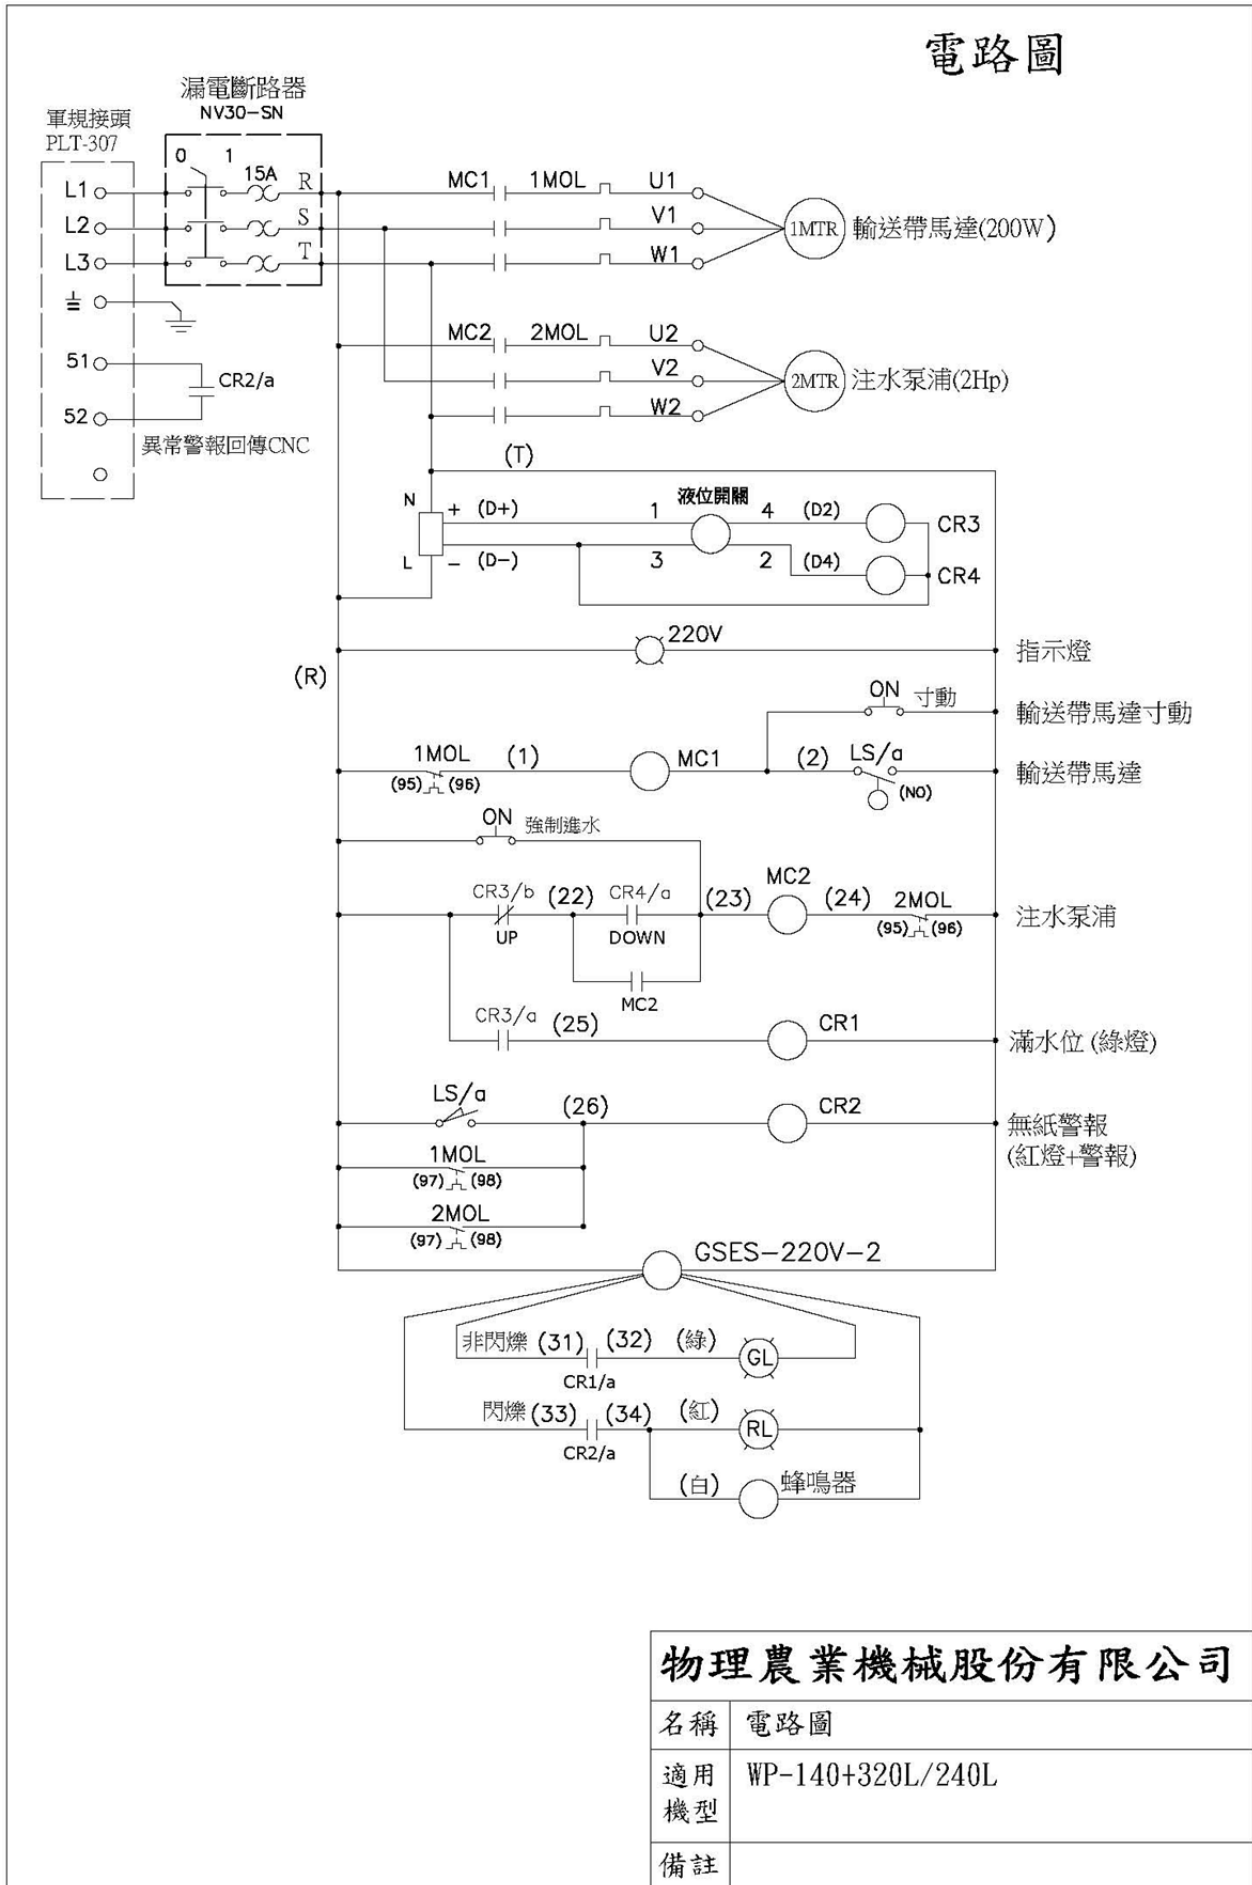 電路圖
漏電斷路器
NV30-SN
軍規接頭
PLT-307
0 1
15A
L1 R MC1 1MOL U1
L2 S V1
L3 T W1
1MTR 輸送帶馬達(200W)
MC2 2MOL U2
V2
W2
2MTR 注水泵浦(2Hp)
51
CR2/a
52
異常警報回傳CNC
(T)
N + (D+) 1 液位開關 4 (D2) CR3
L - (D-) 3 2 (D4) CR4
220V 指示燈
(R)
ON 寸動 輸送帶馬達寸動
1MOL (1) MC1 (2) LS/a 輸送帶馬達
(95) (96) (NO)
ON 強制進水
CR3/b (22) CR4/a (23) MC2 (24) 2MOL 注水泵浦
UP DOWN (95) (96)
MC2
CR3/a (25) CR1 滿水位(綠燈)
LS/a (26) CR2 無紙警報
(紅燈+警報)
1MOL
(97) (98)
2MOL
(97) (98)
GSES-220V-2
非閃爍 (31) (32) (綠) GL
CR1/a
閃爍 (33) (34) (紅) RL
CR2/a
(白) 蜂鳴器
物理農業機械股份有限公司
名稱 電路圖
適用 WP-140+320L/240L
機型
備註